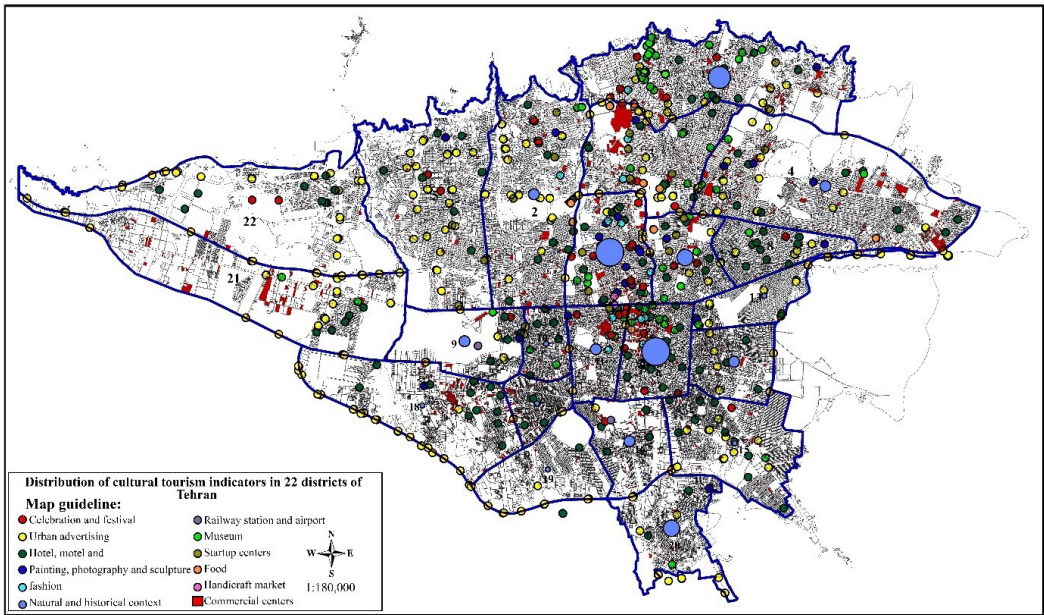 4
22
2
21
13
9
18
19
Distribution of cultural tourism indicators in 22 districts of
Tehran
Map guideline:
Celebration and festival
Urban advertising
Hotel, motel and
Painting, photography and sculpture
fashion
Natural and historical context
Railway station and airport
Museum
Startup centers
Food
Handicraft market
Commercial centers
N
W E
S
1:180,000